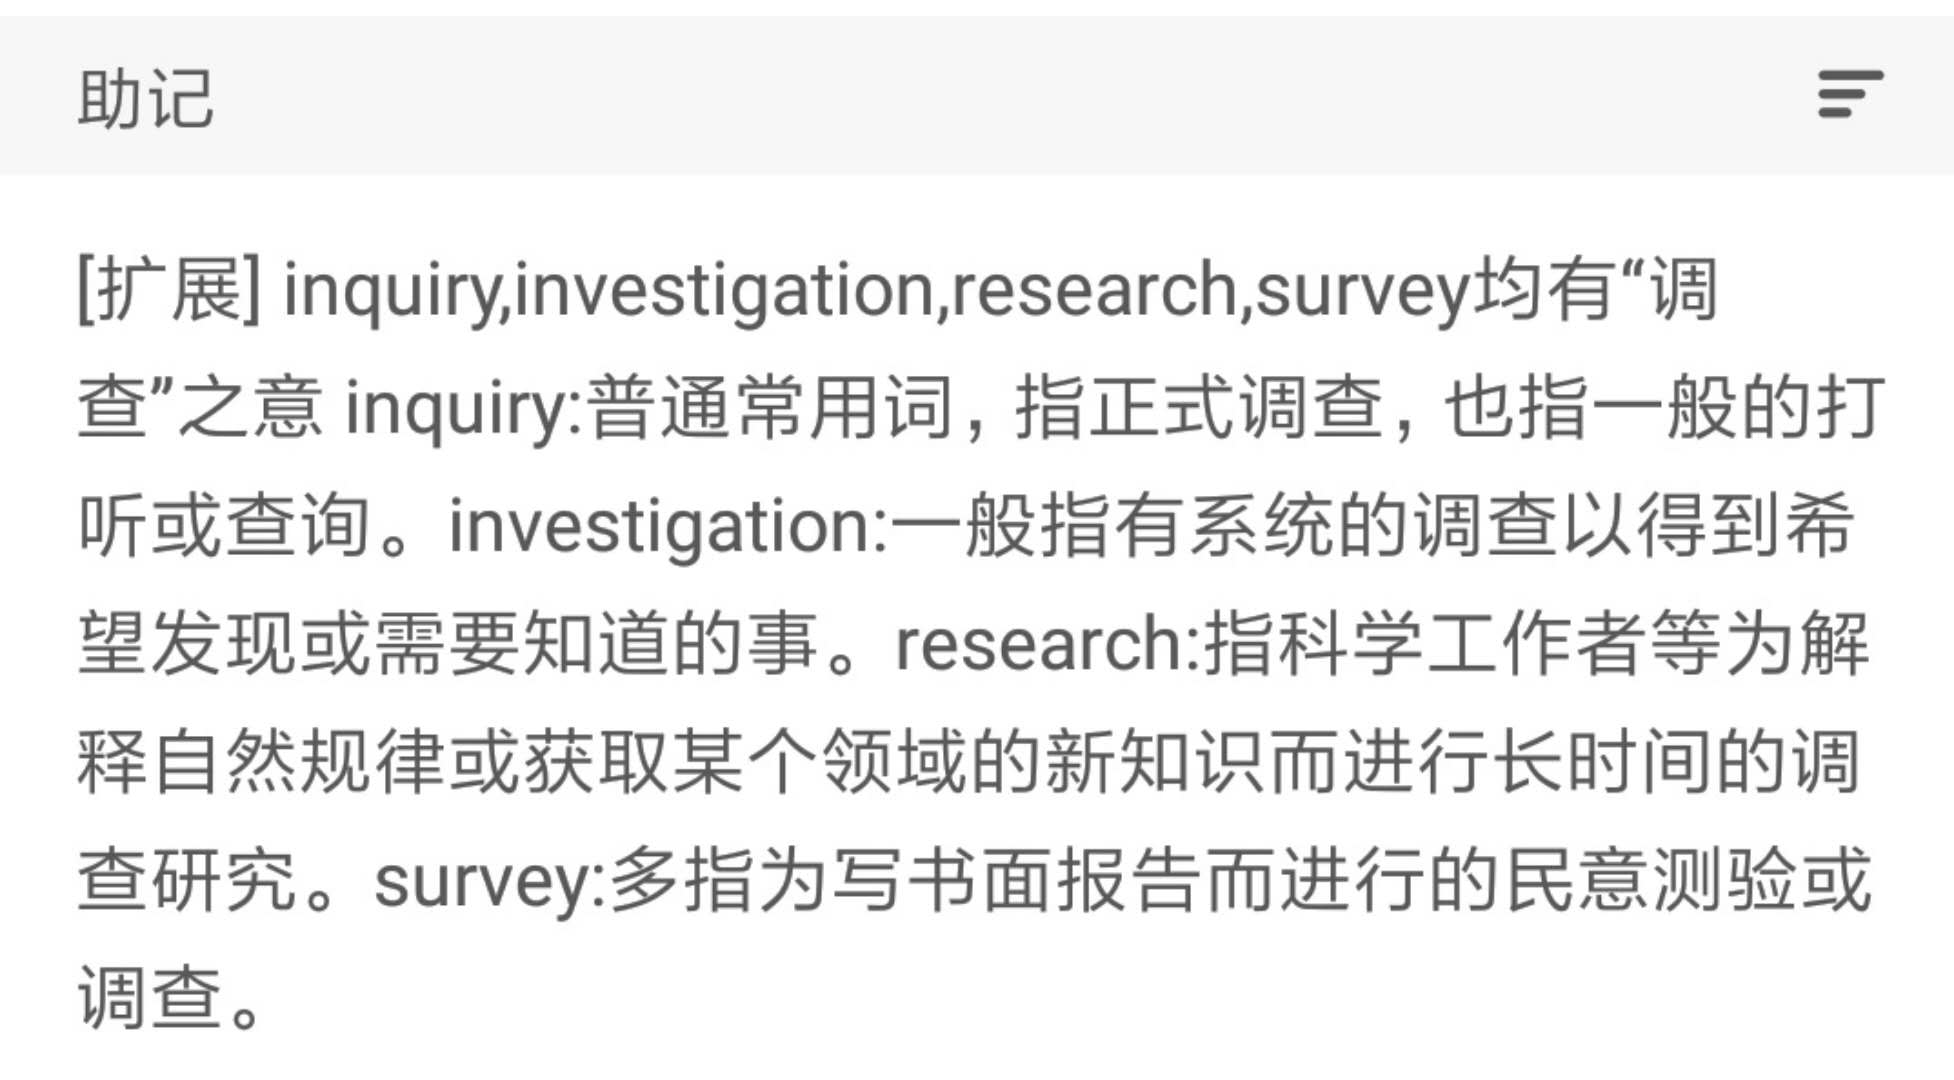 助记
[扩展] inquiry,investigation,research,survey均有“调
查”之意 inquiry:普通常用词，指正式调查，也指一般的打
听或查询。investigation:一般指有系统的调查以得到希
望发现或需要知道的事。research:指科学工作者等为解
释自然规律或获取某个领域的新知识而进行长时间的调
查研究。survey:多指为写书面报告而进行的民意测验或
调查。